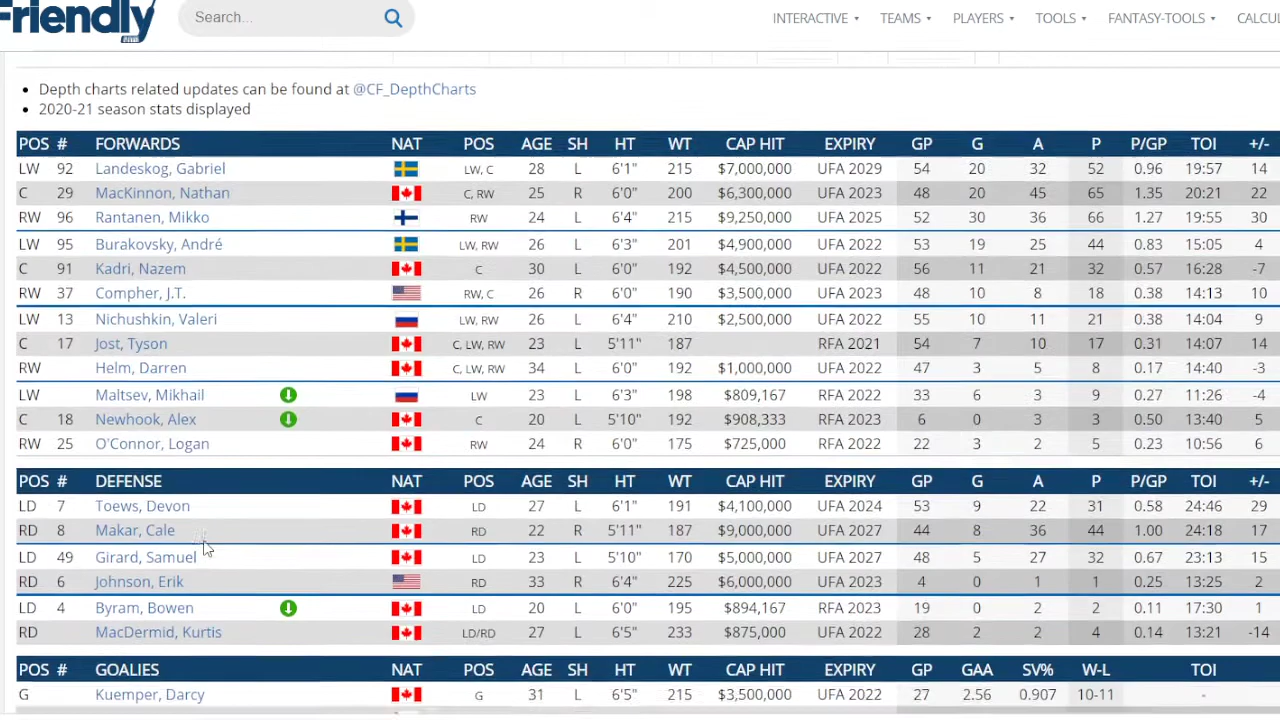 Friendly
.com
Search...
INTERACTIVE TEAMS PLAYERS TOOLS FANTASY-TOOLS CALCU
Depth charts related updates can be found at @CF_DepthCharts
2020-21 season stats displayed
POS # FORWARDS NAT POS AGE SH HT WT CAP HIT EXPIRY GP G A P P/GP TOI +/-
LW 92 Landeskog, Gabriel LW, C 28 L 6'1" 215 $7,000,000 UFA 2029 54 20 32 52 0.96 19:57 14
C 29 MacKinnon, Nathan C, RW 25 R 6'0" 200 $6,300,000 UFA 2023 48 20 45 65 1.35 20:21 22
RW 96 Rantanen, Mikko RW 24 L 6'4" 215 $9,250,000 UFA 2025 52 30 36 66 1.27 19:55 30
LW 95 Burakovsky, André LW, RW 26 L 6'3" 201 $4,900,000 UFA 2022 53 19 25 44 0.83 15:05 4
C 91 Kadri, Nazem C 30 L 6'0" 192 $4,500,000 UFA 2022 56 11 21 32 0.57 16:28 -7
RW 37 Compher, J.T. RW, C 26 R 6'0" 190 $3,500,000 UFA 2023 48 10 8 18 0.38 14:13 10
LW 13 Nichushkin, Valeri LW, RW 26 L 6'4" 210 $2,500,000 UFA 2022 55 10 11 21 0.38 14:04 9
C 17 Jost, Tyson C, LW, RW 23 L 5'11" 187 RFA 2021 54 7 10 17 0.31 14:07 14
RW Helm, Darren C, LW, RW 34 L 6'0" 192 $1,000,000 UFA 2022 47 3 5 8 0.17 14:40 -3
LW Maltsev, Mikhail LW 23 L 6'3" 198 $809,167 RFA 2022 33 6 3 9 0.27 11:26 -4
C 18 Newhook, Alex C 20 L 5'10" 192 $908,333 RFA 2023 6 0 3 3 0.50 13:40 5
RW 25 O'Connor, Logan RW 24 R 6'0" 175 $725,000 RFA 2022 22 3 2 5 0.23 10:56 6
POS # DEFENSE NAT POS AGE SH HT WT CAP HIT EXPIRY GP G A P P/GP TOI +/-
LD 7 Toews, Devon LD 27 L 6'1" 191 $4,100,000 UFA 2024 53 9 22 31 0.58 24:46 29
RD 8 Makar, Cale RD 22 R 5'11" 187 $9,000,000 UFA 2027 44 8 36 44 1.00 24:18 17
LD 49 Girard, Samuel LD 23 L 5'10" 170 $5,000,000 UFA 2027 48 5 27 32 0.67 23:13 15
RD 6 Johnson, Erik RD 33 R 6'4" 225 $6,000,000 UFA 2023 4 0 1 1 0.25 13:25 2
LD 4 Byram, Bowen LD 20 L 6'0" 195 $894,167 RFA 2023 19 0 2 2 0.11 17:30 1
RD MacDermid, Kurtis LD/RD 27 L 6'5" 233 $875,000 UFA 2022 28 2 2 4 0.14 13:21 -14
POS # GOALIES NAT POS AGE SH HT WT CAP HIT EXPIRY GP GAA SV% W-L TOI
G Kuemper, Darcy G 31 L 6'5" 215 $3,500,000 UFA 2022 27 2.56 0.907 10-11 -